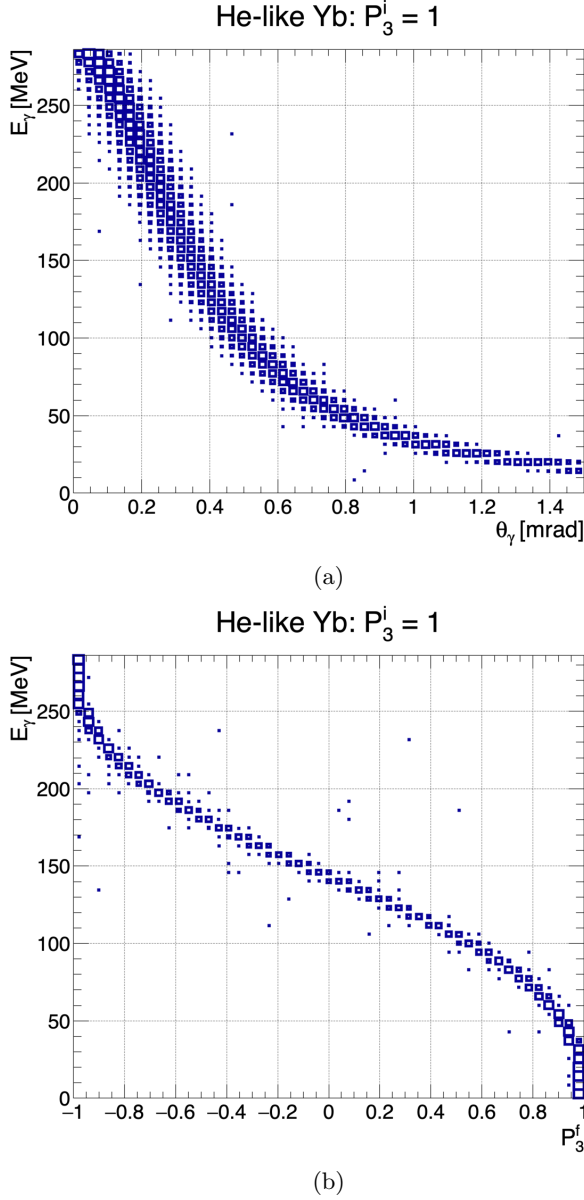 He-like Yb: P₃ⁱ = 1
E_γ [MeV]
250
200
150
100
50
0
0 0.2 0.4 0.6 0.8 1 1.2 1.4
θ_γ [mrad]
(a)
He-like Yb: P₃ⁱ = 1
E_γ [MeV]
250
200
150
100
50
0
−1 −0.8 −0.6 −0.4 −0.2 0 0.2 0.4 0.6 0.8 1
P₃ᶠ
(b)